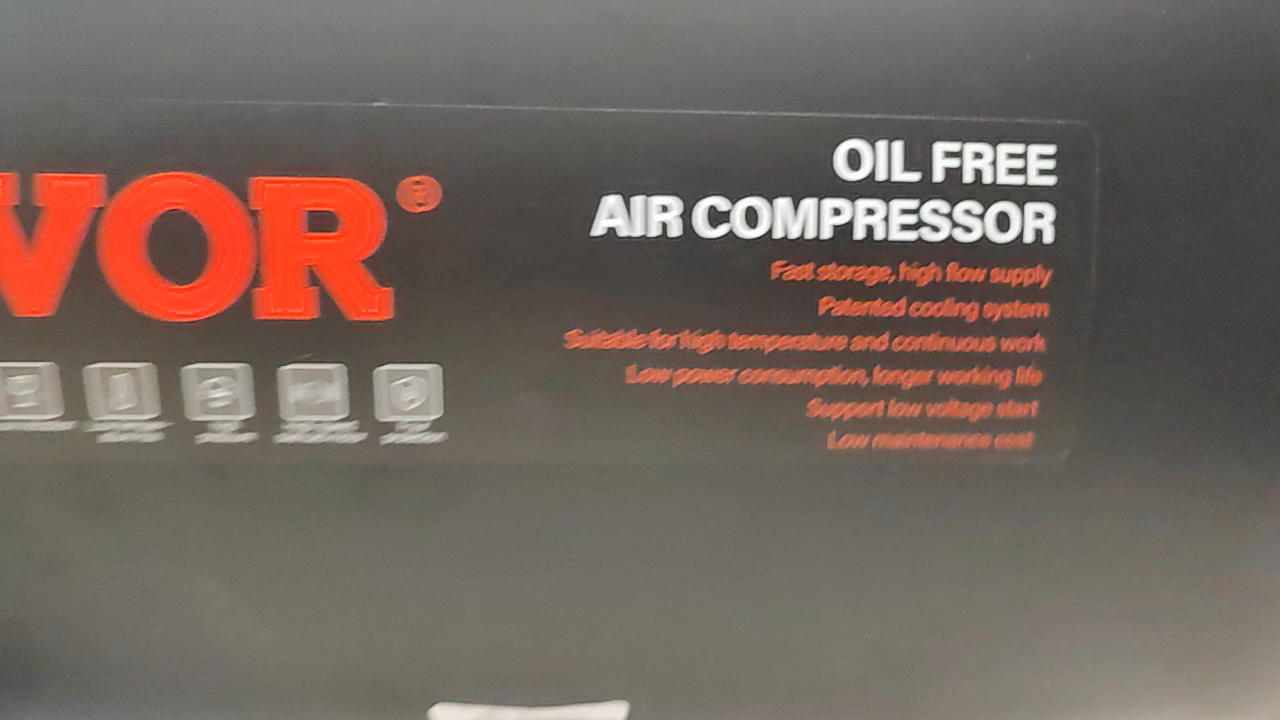 VOR®
OIL FREE
AIR COMPRESSOR
Fast storage, high flow supply
Patented cooling system
Suitable for high temperature and continuous work
Low power consumption, longer working life
Support low voltage start
Low maintenance cost